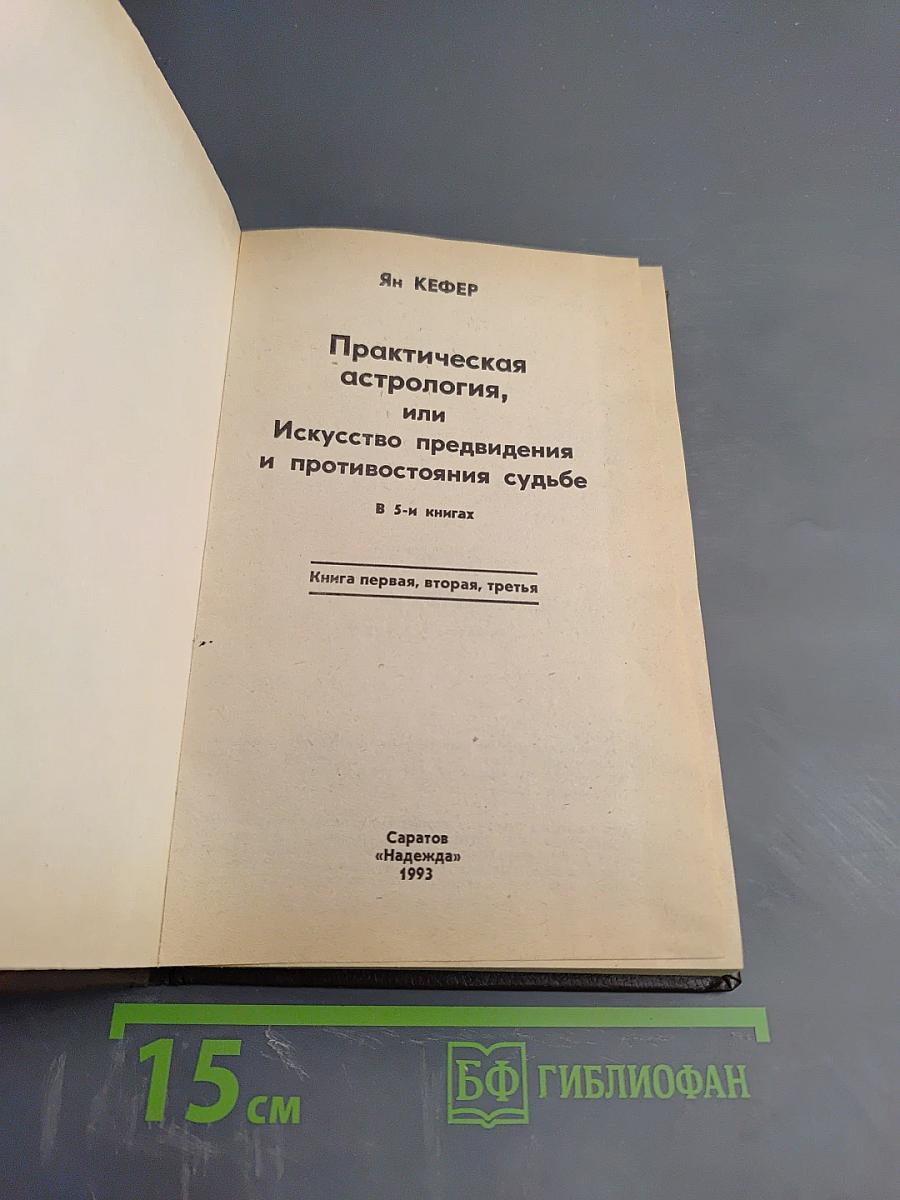 Ян КЕФЕР
Практическая
астрология,
или
Искусство предвидения
и противостояния судьбе
В 5-и книгах
Книга первая, вторая, третья
Саратов
«Надежда»
1993
15 см
БФ ГИБЛИОФАН